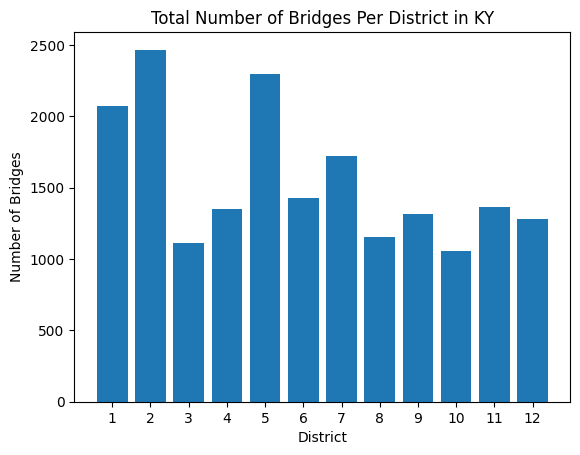 Total Number of Bridges Per District in KY
2500
2000
1500
1000
500
0
Number of Bridges
1 2 3 4 5 6 7 8 9 10 11 12
District